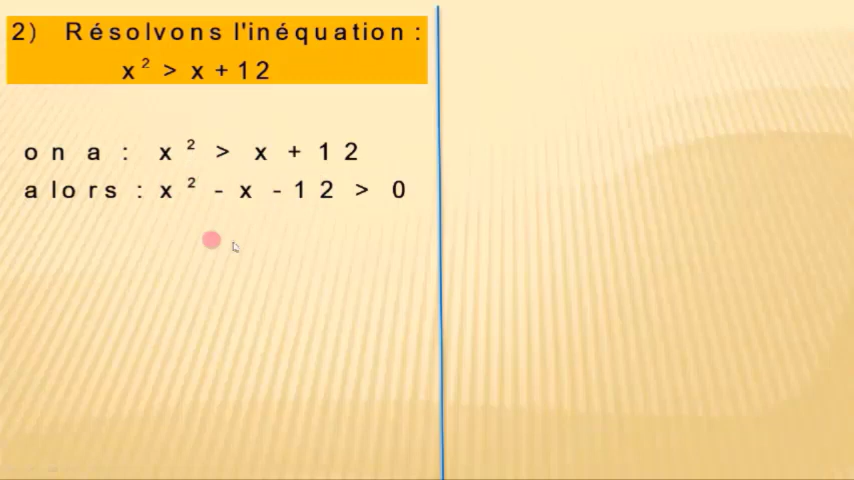 2) Résolvons l'inéquation :
x² > x + 12
on a : x² > x + 12
alors : x² - x - 12 > 0